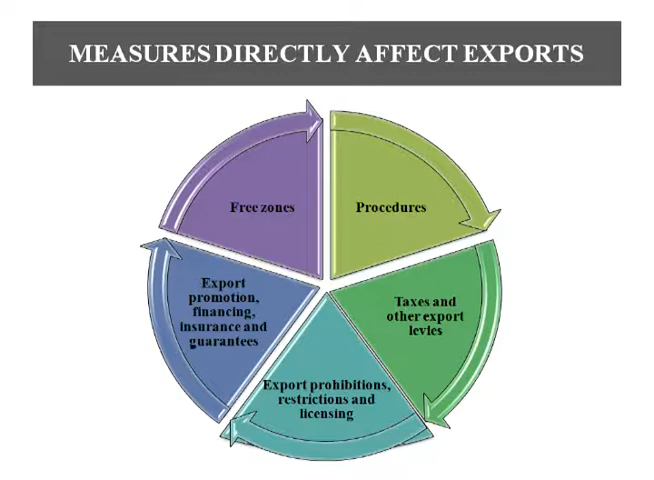 MEASURES DIRECTLY AFFECT EXPORTS
Free zones
Procedures
Taxes and
other export
levies
Export prohibitions,
restrictions and
licensing
Export
promotion,
financing,
insurance and
guarantees